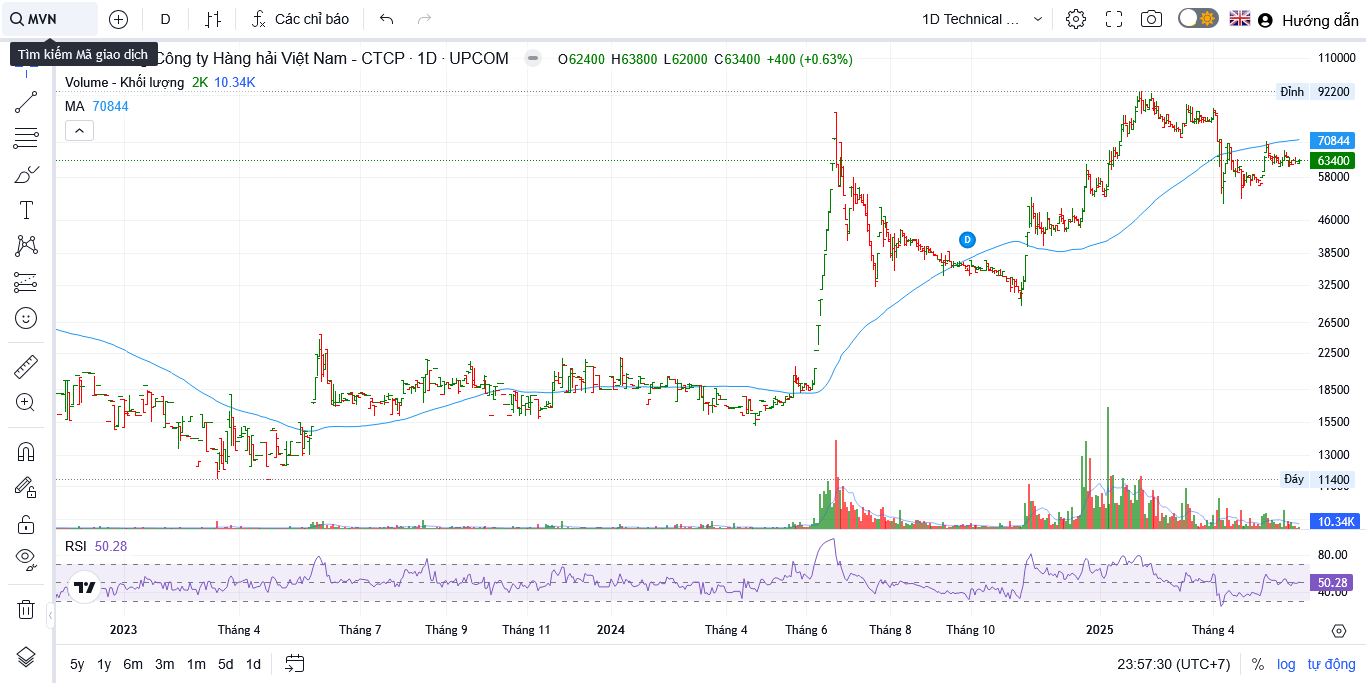 MVN
D
Các chỉ báo
1D Technical ...
Hướng dẫn
Tìm kiếm Mã giao dịch
Công ty Hàng hải Việt Nam - CTCP · 1D · UPCOM
O62400 H63800 L62000 C63400 +400 (+0.63%)
Volume - Khối lượng 2K 10.34K
MA 70844
110000
Đỉnh 92200
70844
63400
58000
46000
38500
32500
26500
22500
18500
15500
13000
Đáy 11400
10.34K
D
RSI 50.28
80.00
50.28
40.00
2023 Tháng 4 Tháng 7 Tháng 9 Tháng 11 2024 Tháng 4 Tháng 6 Tháng 8 Tháng 10 2025 Tháng 4
5y 1y 6m 3m 1m 5d 1d
23:57:30 (UTC+7) % log tự động